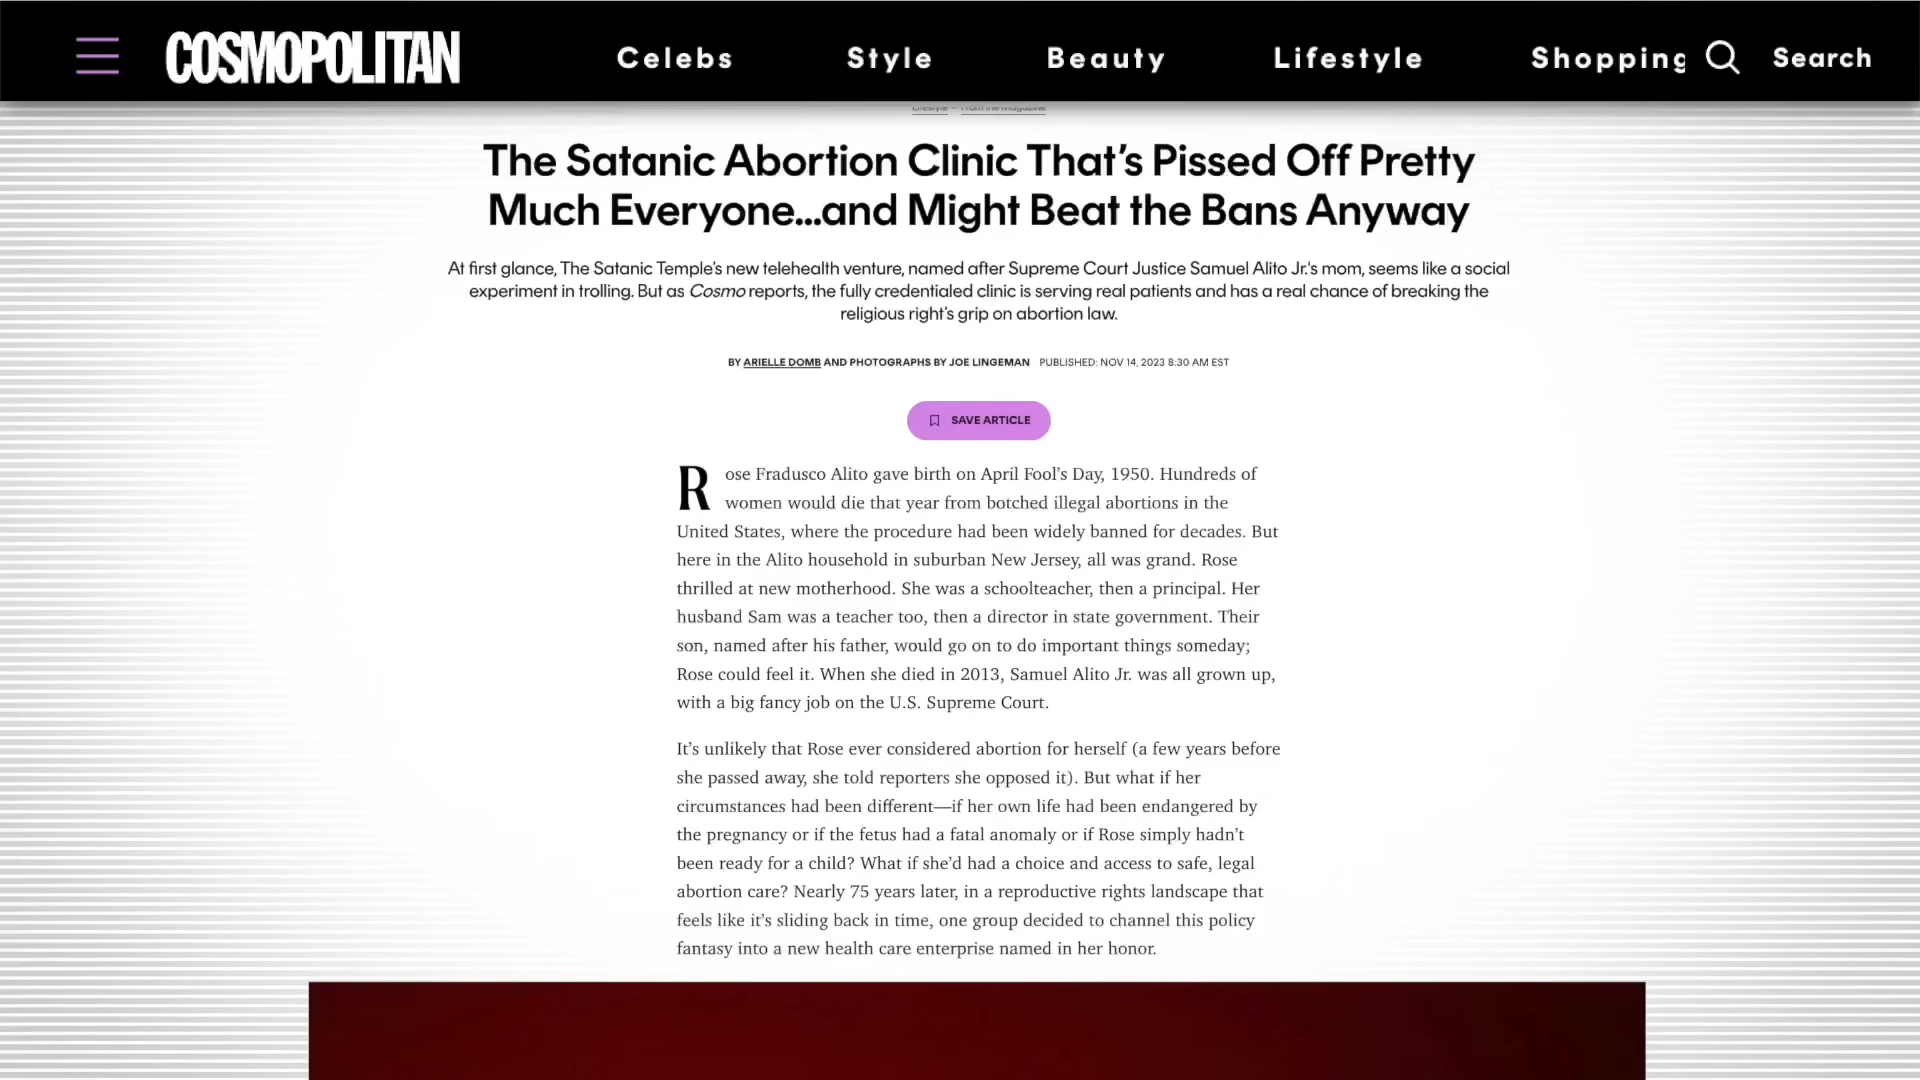 COSMOPOLITAN Celebs Style Beauty Lifestyle Shopping Search
Lifestyle From the Magazine
The Satanic Abortion Clinic That’s Pissed Off Pretty
Much Everyone...and Might Beat the Bans Anyway
At first glance, The Satanic Temple’s new telehealth venture, named after Supreme Court Justice Samuel Alito Jr.'s mom, seems like a social
experiment in trolling. But as Cosmo reports, the fully credentialed clinic is serving real patients and has a real chance of breaking the
religious right’s grip on abortion law.
BY ARIELLE DOMB AND PHOTOGRAPHS BY JOE LINGEMAN PUBLISHED: NOV 14, 2023 8:30 AM EST
SAVE ARTICLE
Rose Fradusco Alito gave birth on April Fool’s Day, 1950. Hundreds of
women would die that year from botched illegal abortions in the
United States, where the procedure had been widely banned for decades. But
here in the Alito household in suburban New Jersey, all was grand. Rose
thrilled at new motherhood. She was a schoolteacher, then a principal. Her
husband Sam was a teacher too, then a director in state government. Their
son, named after his father, would go on to do important things someday;
Rose could feel it. When she died in 2013, Samuel Alito Jr. was all grown up,
with a big fancy job on the U.S. Supreme Court.
It’s unlikely that Rose ever considered abortion for herself (a few years before
she passed away, she told reporters she opposed it). But what if her
circumstances had been different—if her own life had been endangered by
the pregnancy or if the fetus had a fatal anomaly or if Rose simply hadn’t
been ready for a child? What if she’d had a choice and access to safe, legal
abortion care? Nearly 75 years later, in a reproductive rights landscape that
feels like it’s sliding back in time, one group decided to channel this policy
fantasy into a new health care enterprise named in her honor.